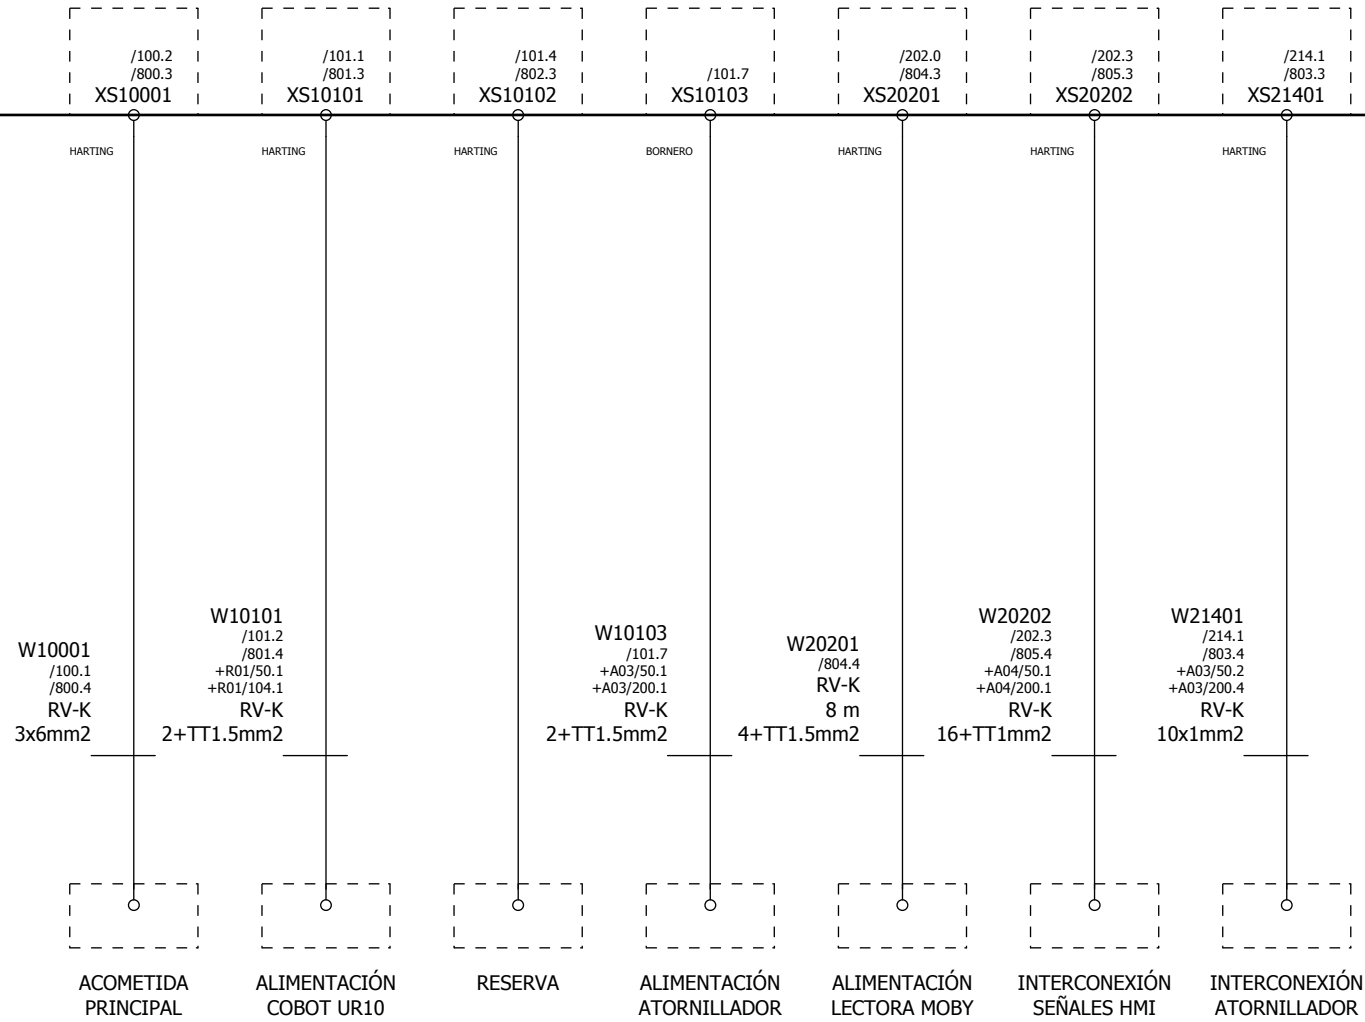 /100.2
/800.3
XS10001
/101.1
/801.3
XS10101
/101.4
/802.3
XS10102
/101.7
XS10103
/202.0
/804.3
XS20201
/202.3
/805.3
XS20202
/214.1
/803.3
XS21401
HARTING
HARTING
HARTING
BORNERO
HARTING
HARTING
HARTING
W10001
/100.1
/800.4
RV-K
3x6mm2
W10101
/101.2
/801.4
+R01/50.1
+R01/104.1
RV-K
2+TT1.5mm2
W10103
/101.7
+A03/50.1
+A03/200.1
RV-K
2+TT1.5mm2
W20201
/804.4
RV-K
8 m
4+TT1.5mm2
W20202
/202.3
/805.4
+A04/50.1
+A04/200.1
RV-K
16+TT1mm2
W21401
/214.1
/803.4
+A03/50.2
+A03/200.4
RV-K
10x1mm2
ACOMETIDA
PRINCIPAL
ALIMENTACIÓN
COBOT UR10
RESERVA
ALIMENTACIÓN
ATORNILLADOR
ALIMENTACIÓN
LECTORA MOBY
INTERCONEXIÓN
SEÑALES HMI
INTERCONEXIÓN
ATORNILLADOR